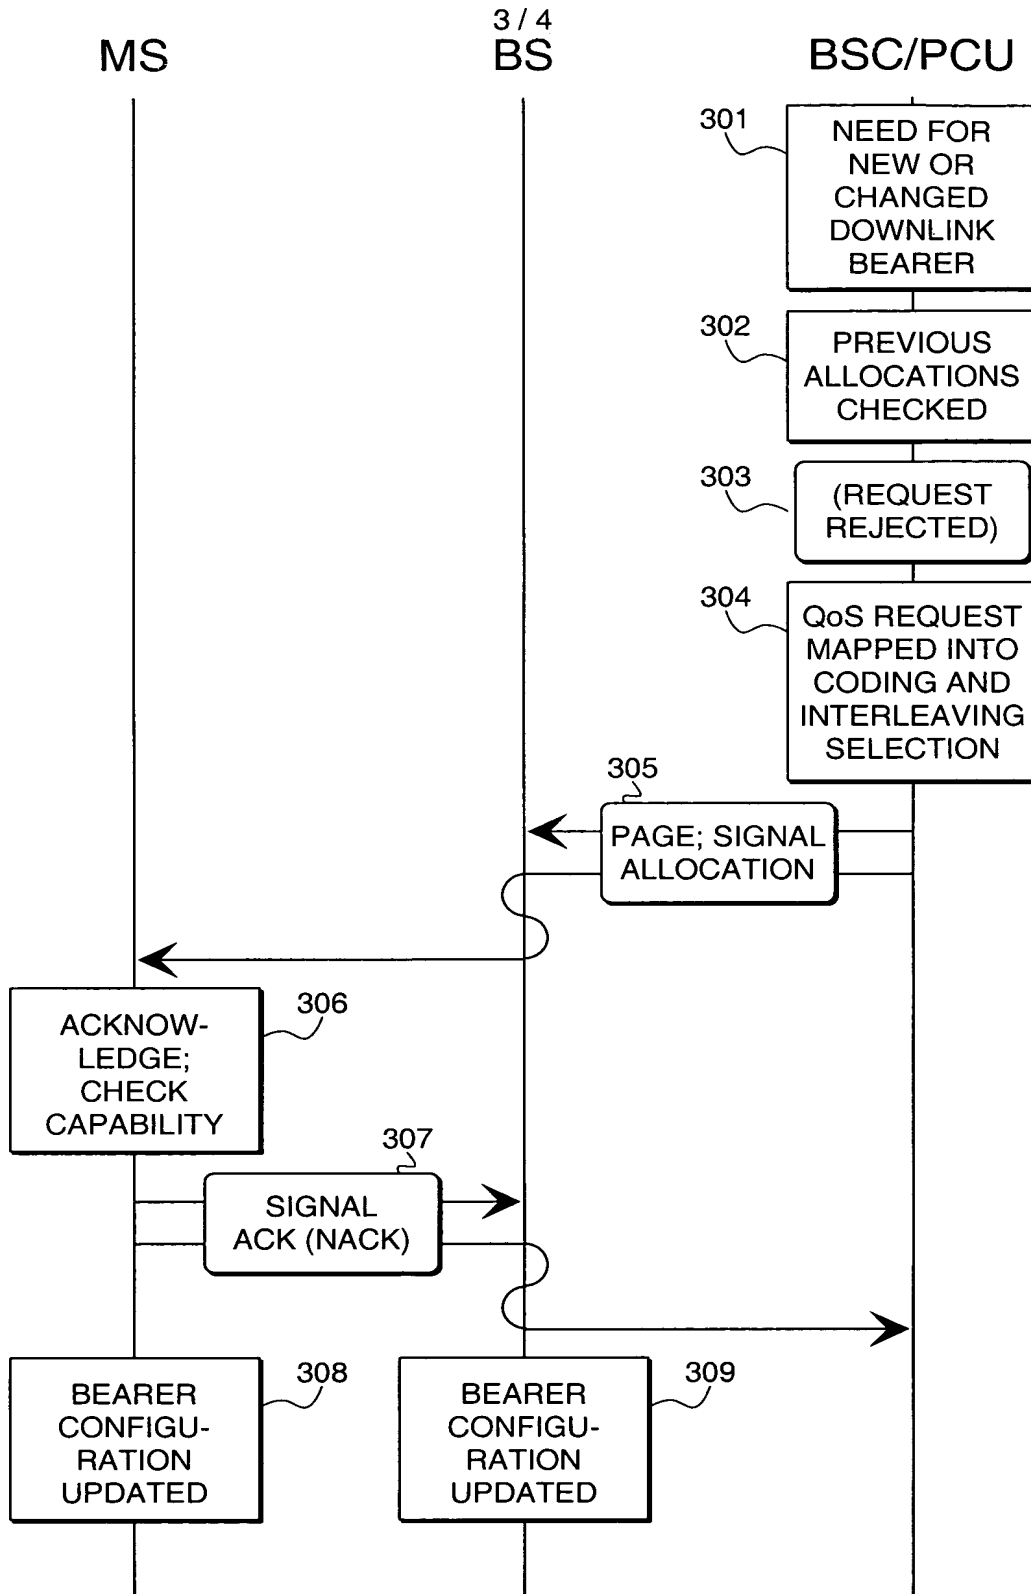 3 / 4
MS
BS
BSC/PCU
301
NEED FOR
NEW OR
CHANGED
DOWNLINK
BEARER
302
PREVIOUS
ALLOCATIONS
CHECKED
303
(REQUEST
REJECTED)
304
QoS REQUEST
MAPPED INTO
CODING AND
INTERLEAVING
SELECTION
305
PAGE; SIGNAL
ALLOCATION
306
ACKNOW-
LEDGE;
CHECK
CAPABILITY
307
SIGNAL
ACK (NACK)
308
BEARER
CONFIGU-
RATION
UPDATED
309
BEARER
CONFIGU-
RATION
UPDATED